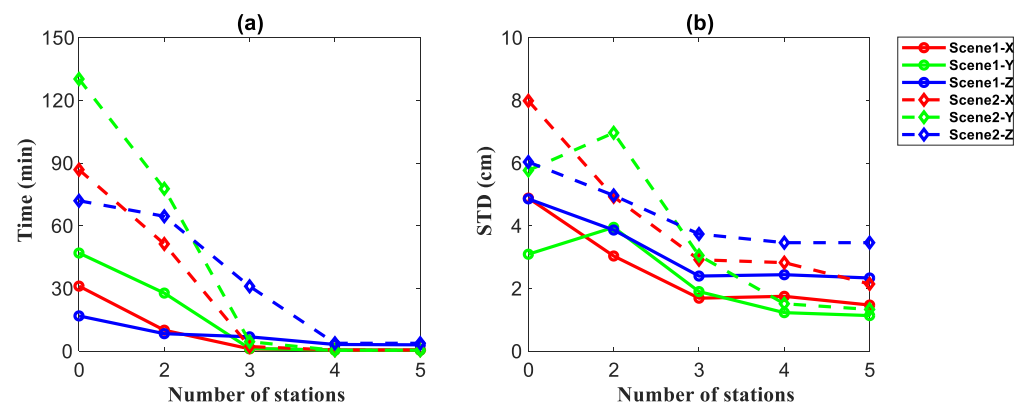 (a)
150
120
90
60
30
0
Time (min)
0 2 3 4 5
Number of stations
(b)
10
8
6
4
2
0
STD (cm)
0 2 3 4 5
Number of stations
Scene1-X
Scene1-Y
Scene1-Z
Scene2-X
Scene2-Y
Scene2-Z